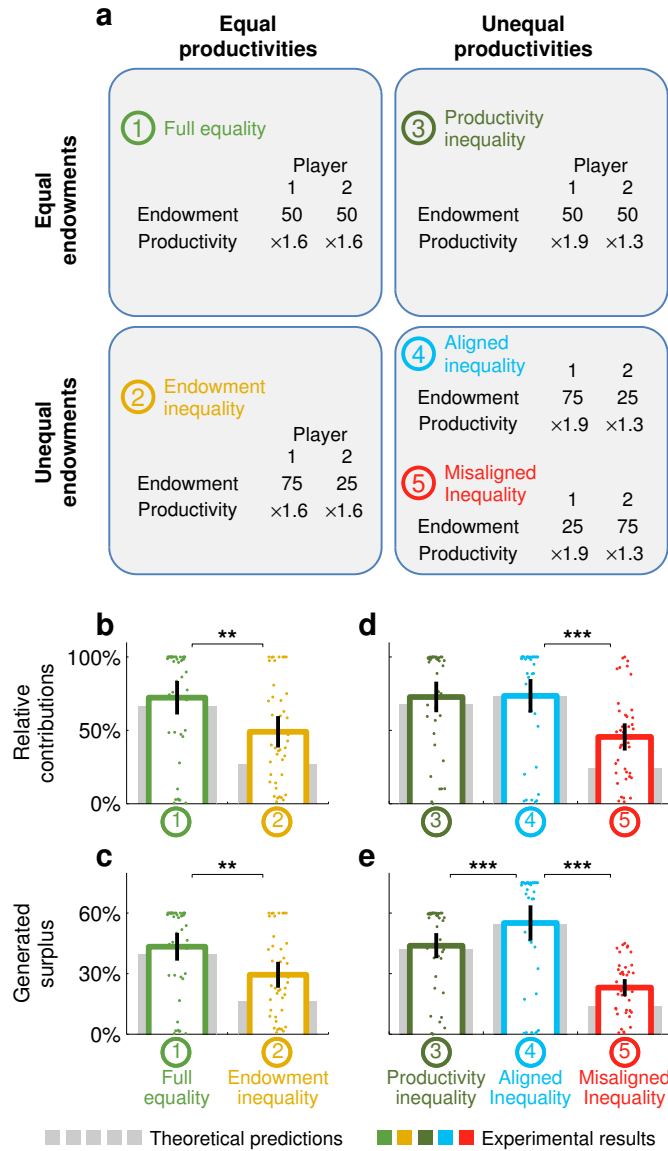 a
Equal
productivities
Unequal
productivities
Equal
endowments
Unequal
endowments
1 Full equality
Player
1 2
Endowment 50 50
Productivity ×1.6 ×1.6
3 Productivity
inequality
Player
1 2
Endowment 50 50
Productivity ×1.9 ×1.3
2 Endowment
inequality
Player
1 2
Endowment 75 25
Productivity ×1.6 ×1.6
4 Aligned
inequality
1 2
Endowment 75 25
Productivity ×1.9 ×1.3
5 Misaligned
Inequality
1 2
Endowment 25 75
Productivity ×1.9 ×1.3
b
**
Relative
contributions
100%
50%
0%
1 2
d
***
3 4 5
c
**
Generated
surplus
60%
30%
0%
1 2
Full
equality
Endowment
inequality
e
*** ***
3 4 5
Productivity
inequality
Aligned
Inequality
Misaligned
Inequality
Theoretical predictions
Experimental results